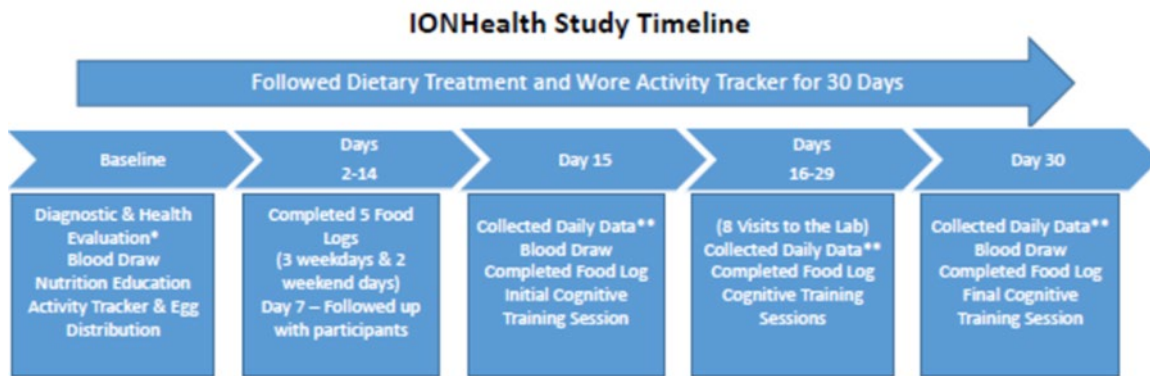 IONHealth Study Timeline
Followed Dietary Treatment and Wore Activity Tracker for 30 Days
Baseline
Diagnostic & Health
Evaluation*
Blood Draw
Nutrition Education
Activity Tracker & Egg
Distribution
Days
2-14
Completed 5 Food
Logs
(3 weekdays & 2
weekend days)
Day 7 – Followed up
with participants
Day 15
Collected Daily Data**
Blood Draw
Completed Food Log
Initial Cognitive
Training Session
Days
16-29
(8 Visits to the Lab)
Collected Daily Data**
Completed Food Log
Cognitive Training
Sessions
Day 30
Collected Daily Data**
Blood Draw
Completed Food Log
Final Cognitive
Training Session